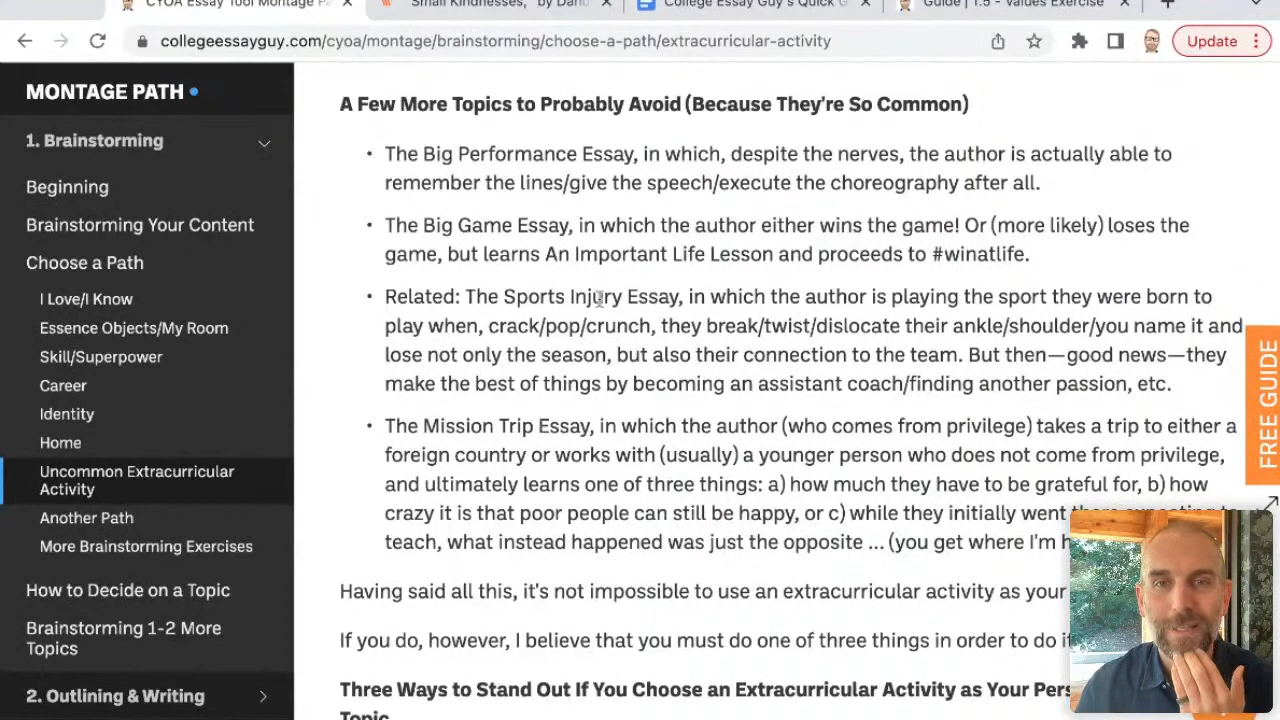 CYOA Essay Tool Montage Pa
Small Kindnesses," by Danu
College Essay Guy's Quick G
Guide | 1.5 - Values Exercise
collegeessayguy.com/cyoa/montage/brainstorming/choose-a-path/extracurricular-activity
Update
MONTAGE PATH
1. Brainstorming
Beginning
Brainstorming Your Content
Choose a Path
I Love/I Know
Essence Objects/My Room
Skill/Superpower
Career
Identity
Home
Uncommon Extracurricular
Activity
Another Path
More Brainstorming Exercises
How to Decide on a Topic
Brainstorming 1-2 More
Topics
2. Outlining & Writing
A Few More Topics to Probably Avoid (Because They're So Common)
• The Big Performance Essay, in which, despite the nerves, the author is actually able to
remember the lines/give the speech/execute the choreography after all.
• The Big Game Essay, in which the author either wins the game! Or (more likely) loses the
game, but learns An Important Life Lesson and proceeds to #winatlife.
• Related: The Sports Injury Essay, in which the author is playing the sport they were born to
play when, crack/pop/crunch, they break/twist/dislocate their ankle/shoulder/you name it and
lose not only the season, but also their connection to the team. But then—good news—they
make the best of things by becoming an assistant coach/finding another passion, etc.
• The Mission Trip Essay, in which the author (who comes from privilege) takes a trip to either a
foreign country or works with (usually) a younger person who does not come from privilege,
and ultimately learns one of three things: a) how much they have to be grateful for, b) how
crazy it is that poor people can still be happy, or c) while they initially went
teach, what instead happened was just the opposite ... (you get where I'm h
Having said all this, it's not impossible to use an extracurricular activity as your
If you do, however, I believe that you must do one of three things in order to do it
Three Ways to Stand Out If You Choose an Extracurricular Activity as Your Pers
Topic
FREE GUIDE